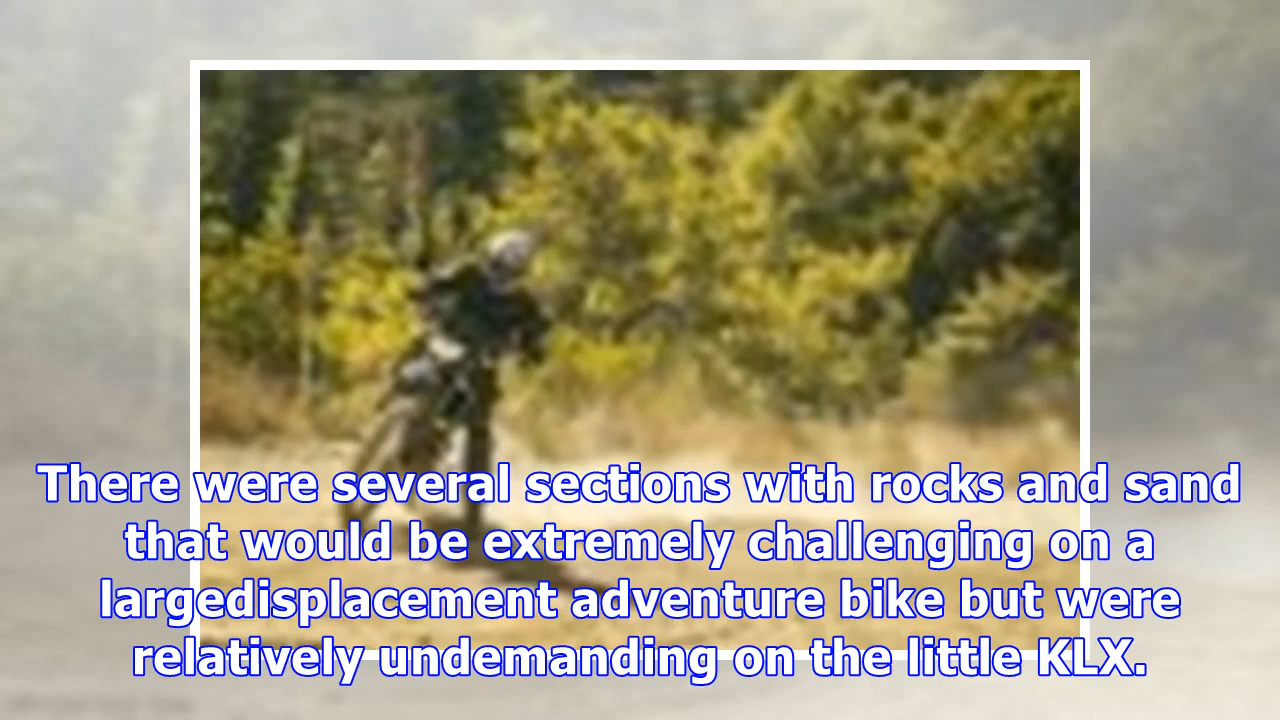 There were several sections with rocks and sand
that would be extremely challenging on a
largedisplacement adventure bike but were
relatively undemanding on the little KLX.